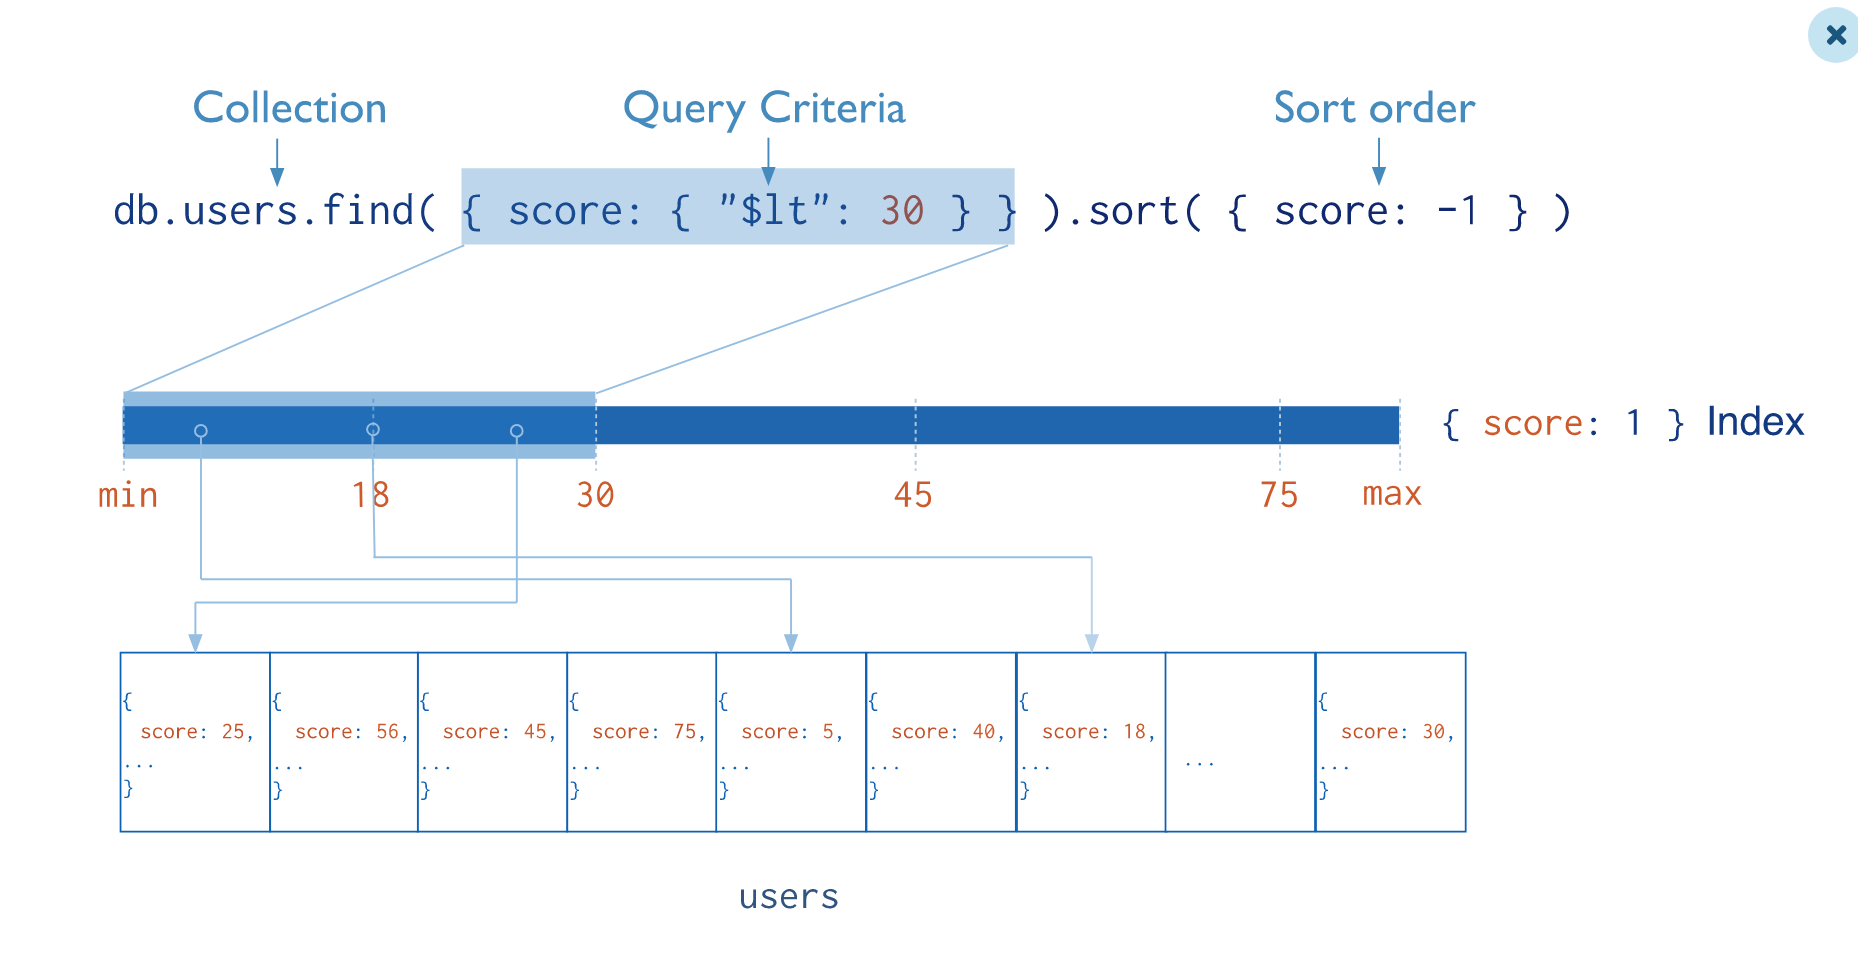 Collection Query Criteria Sort order
db.users.find( { score: { "$lt": 30 } } ).sort( { score: -1 } )
{ score: 1 } Index
min 18 30 45 75 max
{ { { { { { { {
score: 25, score: 56, score: 45, score: 75, score: 5, score: 40, score: 18, score: 30,
... ... ... ... ... ... ... ... ...
} } } } } } } }
users